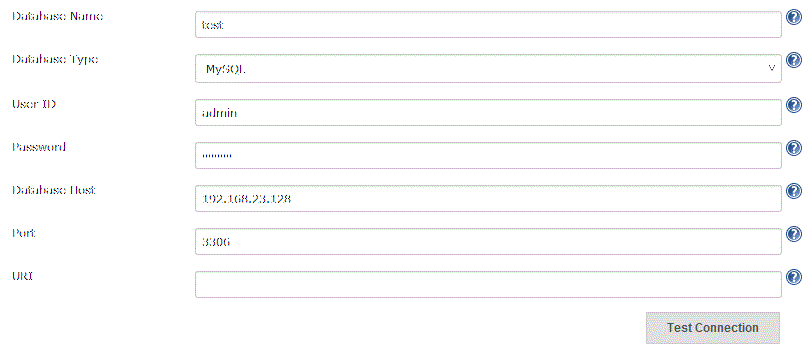 Database Name
test
?
Database Type
MySQL
?
User ID
admin
?
Password
••••••••••
?
Database Host
192.168.23.128
?
Port
3306
?
URI
?
Test Connection